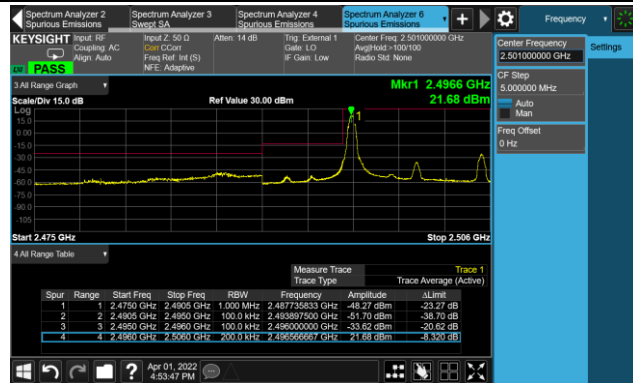 Spectrum Analyzer 2
Spurious Emissions
Spectrum Analyzer 3
Swept SA
Spectrum Analyzer 4
Spurious Emissions
Spectrum Analyzer 6
Spurious Emissions
Frequency
KEYSIGHT
Input: RF
Coupling: AC
Align: Auto
Input Z: 50 Ω
Corr CCorr
Freq Ref: Int (S)
NFE: Adaptive
Atten: 14 dB
Trig: External 1
Gate: LO
IF Gain: Low
Center Freq: 2.501000000 GHz
Avg|Hold:>100/100
Radio Std: None
PASS
Center Frequency
2.501000000 GHz
Settings
CF Step
5.000000 MHz
Auto
Man
Freq Offset
0 Hz
3 All Range Graph
Mkr1 2.4966 GHz
Scale/Div 15.0 dB
Ref Value 30.00 dBm
21.68 dBm
Log
15.0
0.00
-15.0
-30.0
-45.0
-60.0
-75.0
-90.0
-105
1
Start 2.475 GHz
Stop 2.506 GHz
4 All Range Table
Measure Trace
Trace 1
Trace Type
Trace Average (Active)
Spur Range Start Freq Stop Freq RBW Frequency Amplitude ΔLimit
1 1 2.4750 GHz 2.4905 GHz 1.000 MHz 2.487735833 GHz -48.27 dBm -23.27 dB
2 2 2.4905 GHz 2.4950 GHz 100.0 kHz 2.493897500 GHz -51.70 dBm -38.70 dB
3 3 2.4950 GHz 2.4960 GHz 100.0 kHz 2.496000000 GHz -33.62 dBm -20.62 dB
4 4 2.4960 GHz 2.5060 GHz 200.0 kHz 2.496566667 GHz 21.68 dBm -8.320 dB
Apr 01, 2022
4:53:47 PM